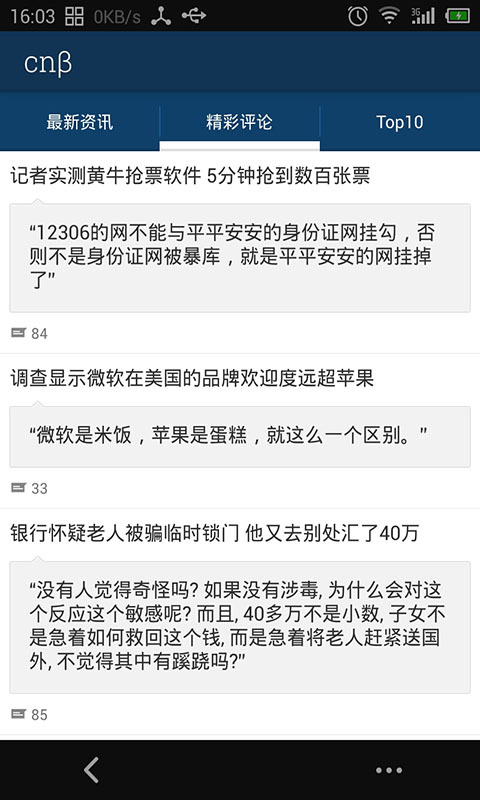 16:03 0KB/s 3G
cnβ
最新资讯 精彩评论 Top10
记者实测黄牛抢票软件 5分钟抢到数百张票
“12306的网不能与平平安安的身份证网挂勾，否
则不是身份证网被暴库，就是平平安安的网挂掉
了”
84
调查显示微软在美国的品牌欢迎度远超苹果
“微软是米饭，苹果是蛋糕，就这么一个区别。”
33
银行怀疑老人被骗临时锁门 他又去别处汇了40万
“没有人觉得奇怪吗? 如果没有涉毒, 为什么会对这
个反应这个敏感呢? 而且, 40多万不是小数, 子女不
是急着如何救回这个钱, 而是急着将老人赶紧送国
外, 不觉得其中有蹊跷吗?”
85